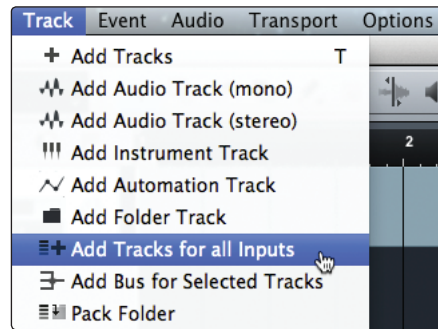 Track Event Audio Transport Options
Add Tracks T
Add Audio Track (mono)
Add Audio Track (stereo)
Add Instrument Track
2
Add Automation Track
Add Folder Track
Add Tracks for all Inputs
Add Bus for Selected Tracks
Pack Folder